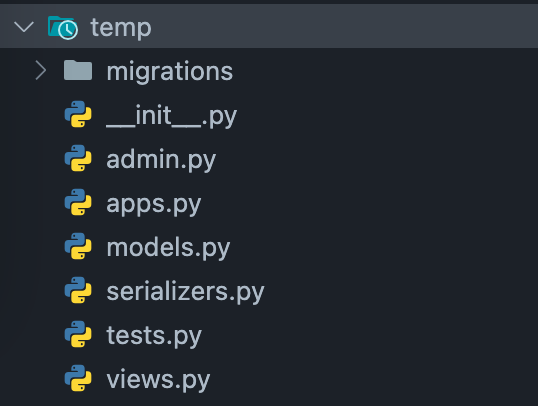 temp
migrations
__init__.py
admin.py
apps.py
models.py
serializers.py
tests.py
views.py